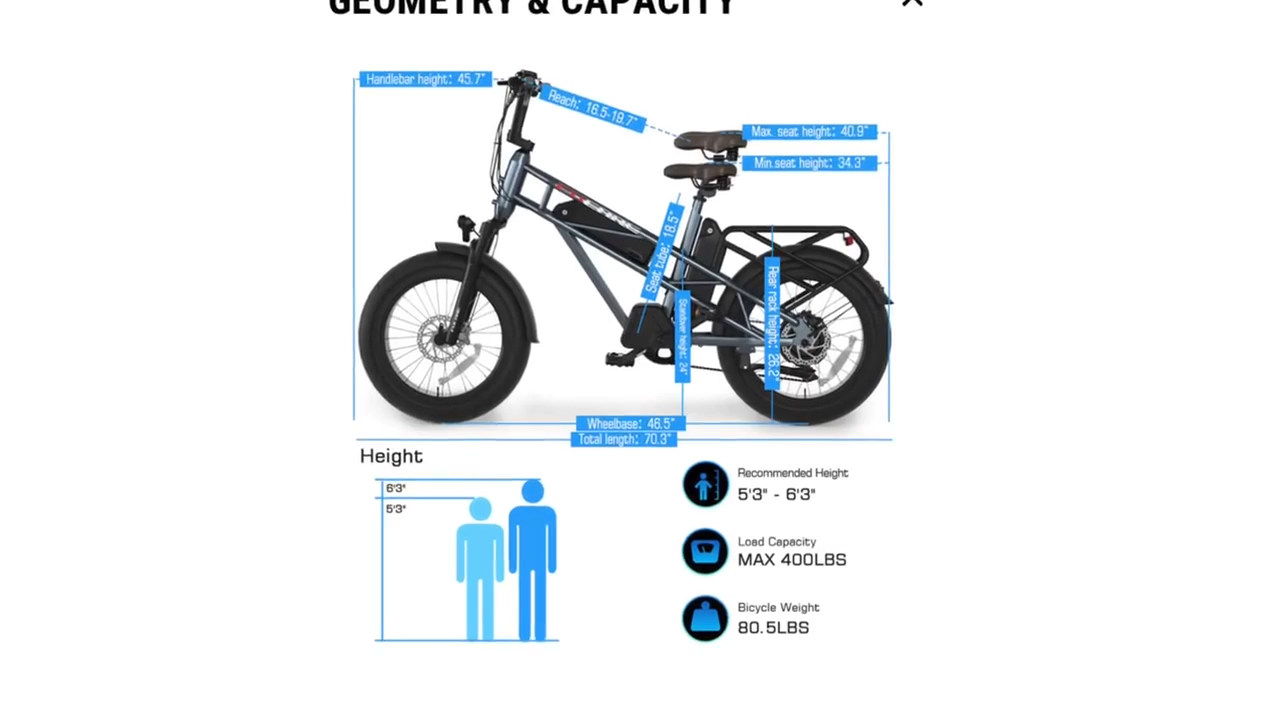 GEOMETRY & CAPACITY
Handlebar height: 45.7"
Reach: 16.5-19.7"
Max. seat height: 40.9"
Min.seat height: 34.3"
Seat tube: 18.5"
Standover height: 24"
Rear rack height: 26.2"
Wheelbase: 46.5"
Total length: 70.3"
Height
6'3"
5'3"
Recommended Height
5'3" - 6'3"
Load Capacity
MAX 400LBS
Bicycle Weight
80.5LBS